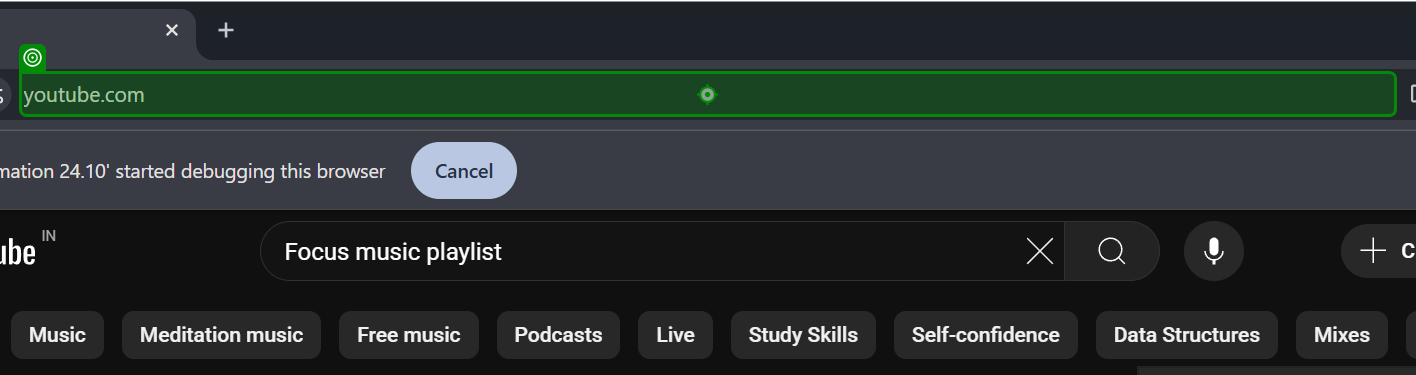 youtube.com
mation 24.10' started debugging this browser Cancel
IN
Focus music playlist
Music Meditation music Free music Podcasts Live Study Skills Self-confidence Data Structures Mixes